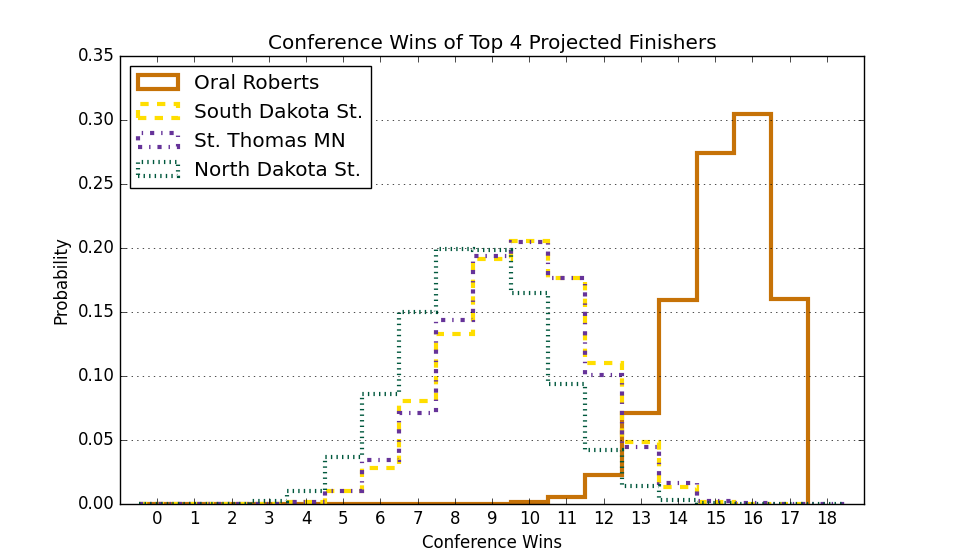 Conference Wins of Top 4 Projected Finishers
0.35
0.30
0.25
0.20
0.15
0.10
0.05
0.00
Probability
Oral Roberts
South Dakota St.
St. Thomas MN
North Dakota St.
0 1 2 3 4 5 6 7 8 9 10 11 12 13 14 15 16 17 18
Conference Wins